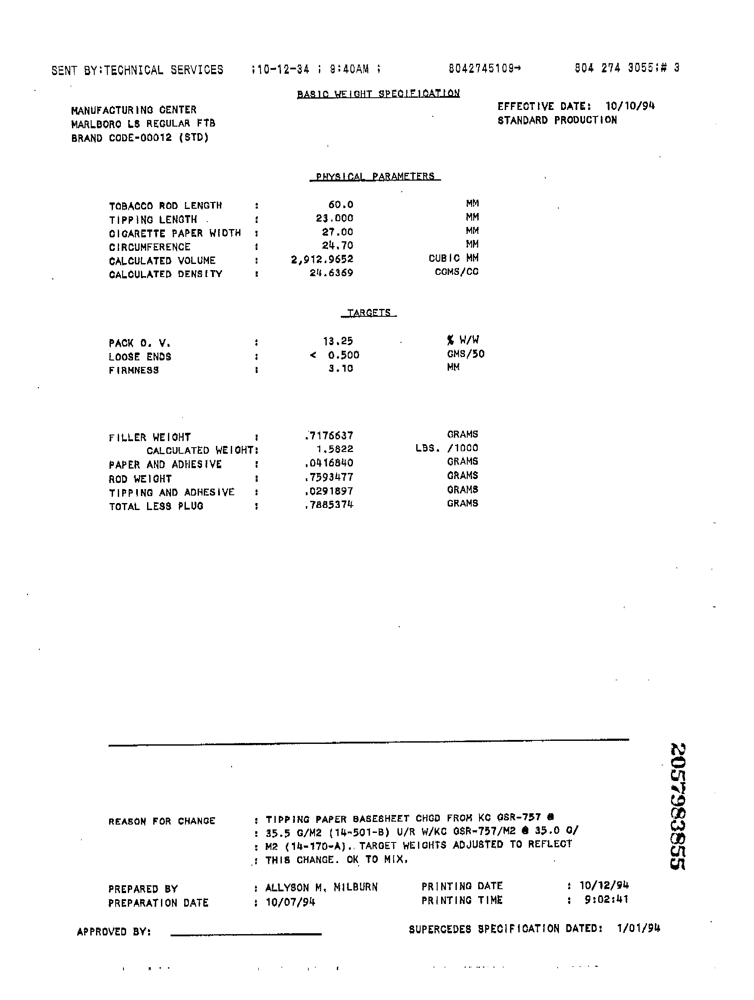 SENT BY:TECHNICAL SERVICES ;10-12-34 ; 9:40AM ; 8042745109→ 804 274 3055;# 3
BASIC WEIGHT SPECIFICATION
MANUFACTURING CENTER EFFECTIVE DATE: 10/10/94
MARLBORO LS REGULAR FTB STANDARD PRODUCTION
BRAND CODE-00012 (STD)
PHYSICAL PARAMETERS
TOBACCO ROD LENGTH : 60.0 MM
TIPPING LENGTH : 23.000 MM
CIGARETTE PAPER WIDTH : 27.00 MM
CIRCUMFERENCE : 24.70 MM
CALCULATED VOLUME : 2,912.9652 CUBIC MM
CALCULATED DENSITY : 24.6369 CGMS/CC
TARGETS
PACK O. V. : 13.25 % W/W
LOOSE ENDS : < 0.500 GMS/50
FIRMNESS : 3.10 MM
FILLER WEIGHT : .7176637 GRAMS
CALCULATED WEIGHT: 1.5822 LBS. /1000
PAPER AND ADHESIVE : .0416840 GRAMS
ROD WEIGHT : .7593477 GRAMS
TIPPING AND ADHESIVE : .0291897 GRAMS
TOTAL LESS PLUG : .7885374 GRAMS
REASON FOR CHANGE : TIPPING PAPER BASESHEET CHGD FROM KC GSR-757 @
: 35.5 G/M2 (14-501-B) U/R W/KC GSR-757/M2 @ 35.0 G/
: M2 (14-170-A). TARGET WEIGHTS ADJUSTED TO REFLECT
: THIS CHANGE. OK TO MIX.
PREPARED BY : ALLYSON M. MILBURN PRINTING DATE : 10/12/94
PREPARATION DATE : 10/07/94 PRINTING TIME : 9:02:41
APPROVED BY: SUPERCEDES SPECIFICATION DATED: 1/01/94
2057983855